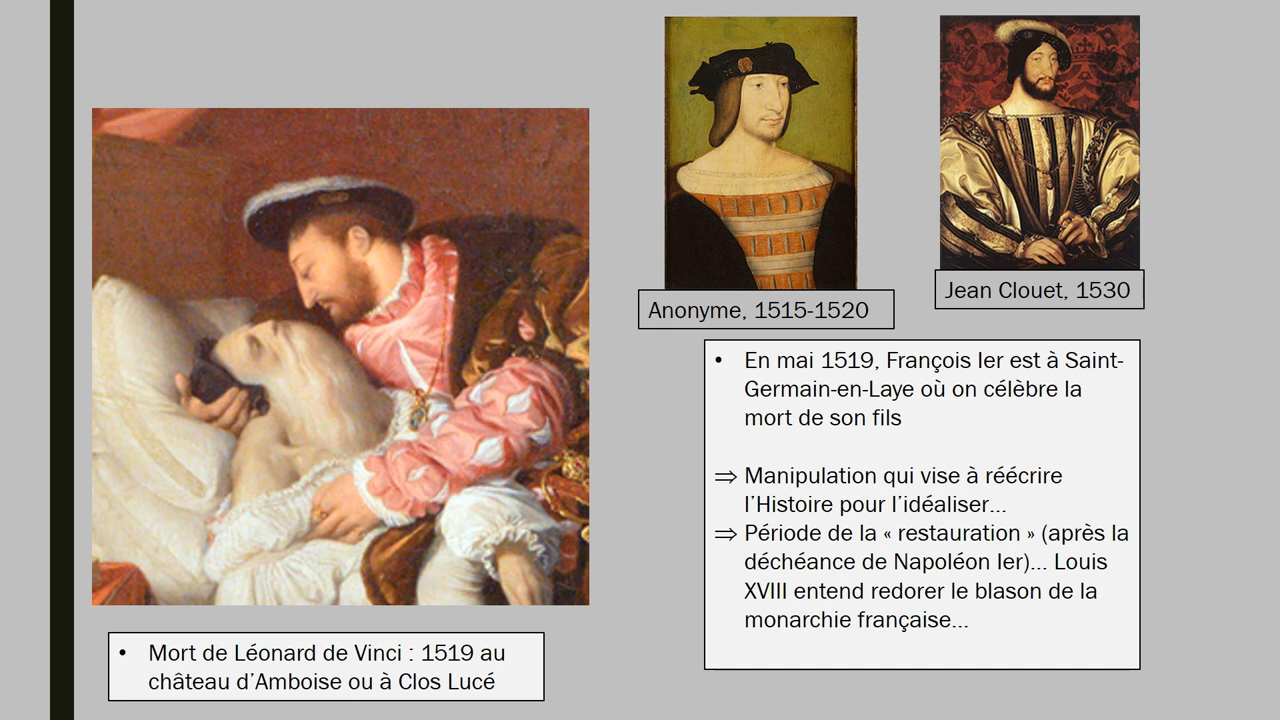 Anonyme, 1515-1520
Jean Clouet, 1530
• En mai 1519, François Ier est à Saint-
Germain-en-Laye où on célèbre la
mort de son fils
⇒ Manipulation qui vise à réécrire
l’Histoire pour l’idéaliser…
⇒ Période de la « restauration » (après la
déchéance de Napoléon Ier)… Louis
XVIII entend redorer le blason de la
monarchie française…
• Mort de Léonard de Vinci : 1519 au
château d’Amboise ou à Clos Lucé